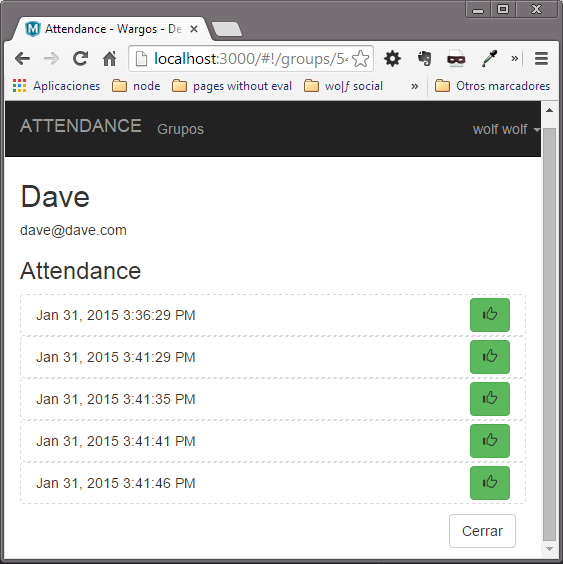 Attendance - Wargos - De
localhost:3000/#!/groups/54
»
Aplicaciones node pages without eval wo|ƒ social » Otros marcadores
ATTENDANCE Grupos wolf wolf
Dave
dave@dave.com
Attendance
Jan 31, 2015 3:36:29 PM
Jan 31, 2015 3:41:29 PM
Jan 31, 2015 3:41:35 PM
Jan 31, 2015 3:41:41 PM
Jan 31, 2015 3:41:46 PM
Cerrar